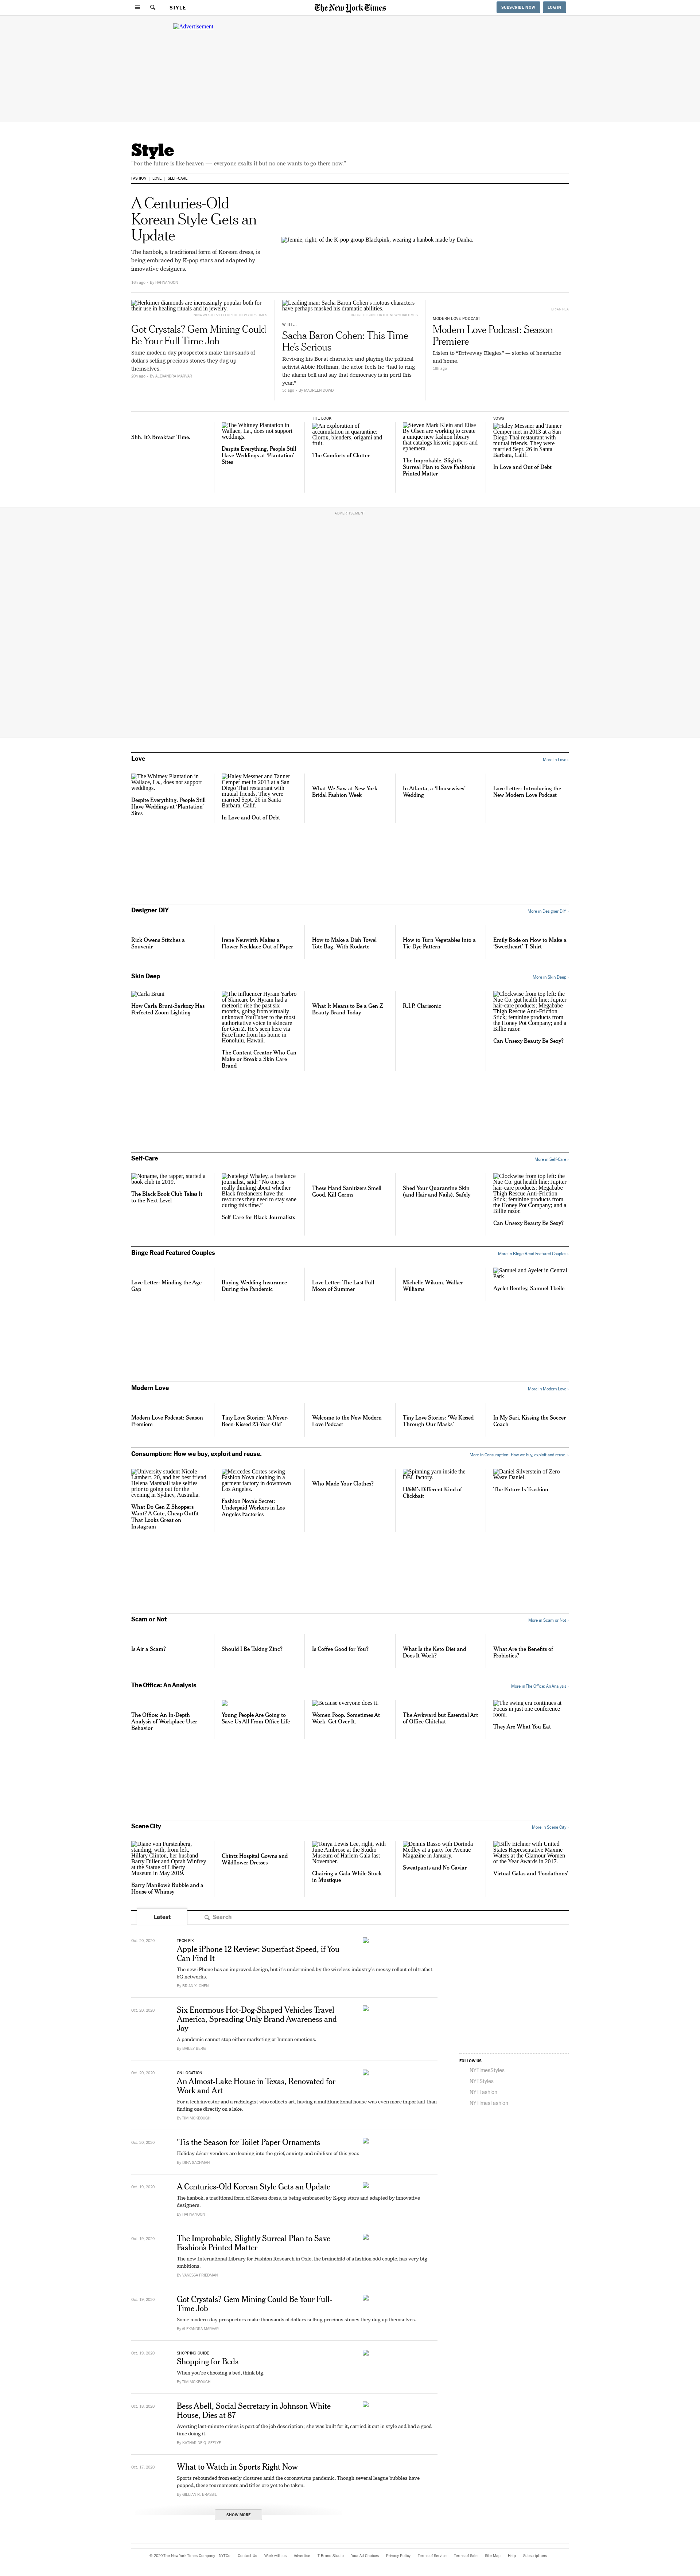 STYLE
The New York Times
SUBSCRIBE NOW
LOG IN
Advertisement
Style
"For the future is like heaven — everyone exalts it but no one wants to go there now."
FASHION
LOVE
SELF-CARE
A Centuries-Old
Korean Style Gets an
Update
The hanbok, a traditional form of Korean dress, is
being embraced by K-pop stars and adapted by
innovative designers.
Jennie, right, of the K-pop group Blackpink, wearing a hanbok made by Danha.
Herkimer diamonds are increasingly popular both for
their use in healing rituals and in jewelry.
Got Crystals? Gem Mining Could
Be Your Full-Time Job
Some modern-day prospectors make thousands of
dollars selling precious stones they dug up
themselves.
By ALEXANDRA MARVAR
Leading man: Sacha Baron Cohen's riotous characters
have perhaps masked his dramatic abilities.
WITH ...
Sacha Baron Cohen: This Time
He's Serious
Reviving his Borat character and playing the political
activist Abbie Hoffman, the actor feels he "had to ring
the alarm bell and say that democracy is in peril this
year."
By MAUREEN DOWD
BRIAN REA
MODERN LOVE PODCAST
Modern Love Podcast: Season
Premiere
Listen to "Driveway Elegies" — stories of heartache
and home.
Shh. It's Breakfast Time.
The Whitney Plantation in
Wallace, La., does not support
weddings.
Despite Everything, People Still
Have Weddings at 'Plantation'
Sites
THE LOOK
An exploration of
accumulation in quarantine:
Clorox, blenders, origami and
fruit.
The Comforts of Clutter
Steven Mark Klein and Elise
By Olsen are working to create
a unique new fashion library
that catalogs historic papers and
ephemera.
The Improbable, Slightly
Surreal Plan to Save Fashion's
Printed Matter
VOWS
Haley Messner and Tanner
Cemper met in 2013 at a San
Diego Thai restaurant with
mutual friends. They were
married Sept. 26 in Santa
Barbara, Calif.
In Love and Out of Debt
ADVERTISEMENT
Love
More in Love ›
The Whitney Plantation in
Wallace, La., does not support
weddings.
Despite Everything, People Still
Have Weddings at 'Plantation'
Sites
Haley Messner and Tanner
Cemper met in 2013 at a San
Diego Thai restaurant with
mutual friends. They were
married Sept. 26 in Santa
Barbara, Calif.
In Love and Out of Debt
What We Saw at New York
Bridal Fashion Week
In Atlanta, a 'Housewives'
Wedding
Love Letter: Introducing the
New Modern Love Podcast
Designer DIY
More in Designer DIY ›
Rick Owens Stitches a
Souvenir
Irene Neuwirth Makes a
Flower Necklace Out of Paper
How to Make a Dish Towel
Tote Bag, With Rodarte
How to Turn Vegetables Into a
Tie-Dye Pattern
Emily Bode on How to Make a
'Sweetheart' T-Shirt
Skin Deep
More in Skin Deep ›
Carla Bruni
How Carla Bruni-Sarkozy Has
Perfected Zoom Lighting
The influencer Hyram Yarbro
of Skincare by Hyram had a
meteoric rise the past six
months, going from virtually
unknown YouTuber to the most
authoritative voice in skincare
for Gen Z. He's seen here via
FaceTime from his home in
Honolulu, Hawaii.
The Content Creator Who Can
Make or Break a Skin Care
Brand
What It Means to Be a Gen Z
Beauty Brand Today
R.I.P. Clarisonic
Clockwise from top left: the
Nue Co. gut health line; Jupiter
hair-care products; Megababe
Thigh Rescue Anti-Friction
Stick; feminine products from
the Honey Pot Company; and a
Billie razor.
Can Unsexy Beauty Be Sexy?
Self-Care
More in Self-Care ›
Noname, the rapper, started a
book club in 2019.
The Black Book Club Takes It
to the Next Level
Natelegé Whaley, a freelance
journalist, said: "No one is
really thinking about whether
Black freelancers have the
resources they need to stay sane
during this time."
Self-Care for Black Journalists
These Hand Sanitizers Smell
Good, Kill Germs
Shed Your Quarantine Skin
(and Hair and Nails). Safely
Clockwise from top left: the
Nue Co. gut health line; Jupiter
hair-care products; Megababe
Thigh Rescue Anti-Friction
Stick; feminine products from
the Honey Pot Company; and a
Billie razor.
Can Unsexy Beauty Be Sexy?
Binge Read Featured Couples
More in Binge Read Featured Couples ›
Love Letter: Minding the Age
Gap
Buying Wedding Insurance
During the Pandemic
Love Letter: The Last Full
Moon of Summer
Michelle Wikum, Walker
Williams
Samuel and Ayelet in Central
Park
Ayelet Bentley, Samuel Theile
Modern Love
More in Modern Love ›
Modern Love Podcast: Season
Premiere
Tiny Love Stories: 'A Never-
Been-Kissed 23-Year-Old'
Welcome to the New Modern
Love Podcast
Tiny Love Stories: 'We Kissed
Through Our Masks'
In My Sari, Kissing the Soccer
Coach
Consumption: How we buy, exploit and reuse.
More in Consumption: How we buy, exploit and reuse. ›
University student Nicole
Lambert, 20, and her best friend
Helena Marshall take selfies
prior to going out for the
evening in Sydney, Australia.
What Do Gen Z Shoppers
Want? A Cute, Cheap Outfit
That Looks Great on
Instagram
Mercedes Cortes sewing
Fashion Nova clothing in a
garment factory in downtown
Los Angeles.
Fashion Nova's Secret:
Underpaid Workers in Los
Angeles Factories
Who Made Your Clothes?
Spinning yarn inside the
DBL factory.
H&M's Different Kind of
Clickbait
Daniel Silverstein of Zero
Waste Daniel.
The Future Is Trashion
Scam or Not
More in Scam or Not ›
Is Air a Scam?
Should I Be Taking Zinc?
Is Coffee Good for You?
What Is the Keto Diet and
Does It Work?
What Are the Benefits of
Probiotics?
The Office: An Analysis
More in The Office: An Analysis ›
The Office: An In-Depth
Analysis of Workplace User
Behavior
Young People Are Going to
Save Us All From Office Life
Because everyone does it.
Women Poop. Sometimes At
Work. Get Over It.
The Awkward but Essential Art
of Office Chitchat
The swing era continues at
Focus in just one conference
room.
They Are What You Eat
Scene City
More in Scene City ›
Diane von Furstenberg,
standing, with, from left,
Hillary Clinton, her husband
Barry Diller and Oprah Winfrey
at the Statue of Liberty
Museum in May 2019.
Barry Manilow's Bubble and a
House of Whimsy
Chintz Hospital Gowns and
Wildflower Dresses
Tonya Lewis Lee, right, with
June Ambrose at the Studio
Museum of Harlem Gala last
November.
Chairing a Gala While Stuck
in Mustique
Dennis Basso with Dorinda
Medley at a party for Avenue
Magazine in January.
Sweatpants and No Caviar
Billy Eichner with United
States Representative Maxine
Waters at the Glamour Women
of the Year Awards in 2017.
Virtual Galas and 'Foodathons'
Latest
Search
Oct. 20, 2020
TECH FIX
Apple iPhone 12 Review: Superfast Speed, if You
Can Find It
The new iPhone has an improved design, but it's undermined by the wireless industry's messy rollout of ultrafast
5G networks.
By BRIAN X. CHEN
Oct. 20, 2020
Six Enormous Hot-Dog-Shaped Vehicles Travel
America, Spreading Only Brand Awareness and
Joy
A pandemic cannot stop either marketing or human emotions.
Oct. 20, 2020
ON LOCATION
An Almost-Lake House in Texas, Renovated for
Work and Art
For a tech investor and a radiologist who collects art, having a multifunctional house was even more important than
finding one directly on a lake.
By TIM MCKEOUGH
Oct. 20, 2020
'Tis the Season for Toilet Paper Ornaments
Holiday décor vendors are leaning into the grief, anxiety and nihilism of this year.
By DINA GACHMAN
Oct. 19, 2020
A Centuries-Old Korean Style Gets an Update
The hanbok, a traditional form of Korean dress, is being embraced by K-pop stars and adapted by innovative
designers.
By HAHNA YOON
Oct. 19, 2020
The Improbable, Slightly Surreal Plan to Save
Fashion's Printed Matter
The new International Library for Fashion Research in Oslo, the brainchild of a fashion odd couple, has very big
ambitions.
By VANESSA FRIEDMAN
Oct. 19, 2020
Got Crystals? Gem Mining Could Be Your Full-
Time Job
Some modern-day prospectors make thousands of dollars selling precious stones they dug up themselves.
By ALEXANDRA MARVAR
Oct. 19, 2020
SHOPPING GUIDE
Shopping for Beds
When you're choosing a bed, think big.
By TIM MCKEOUGH
Oct. 18, 2020
Bess Abell, Social Secretary in Johnson White
House, Dies at 87
Averting last-minute crises is part of the job description; she was built for it, carried it out in style and had a good
time doing it.
By KATHARINE Q. SEELYE
Oct. 17, 2020
What to Watch in Sports Right Now
Sports rebounded from early closures amid the coronavirus pandemic. Though several league bubbles have
popped, these tournaments and titles are yet to be taken.
By GILLIAN R. BRASSIL
SHOW MORE
FOLLOW US
NYTimesStyles
NYTStyles
NYTFashion
NYTimesFashion
© 2020 The New York Times Company
NYTCo
Contact Us
Work with us
Advertise
T Brand Studio
Your Ad Choices
Privacy Policy
Terms of Service
Terms of Sale
Site Map
Help
Subscriptions